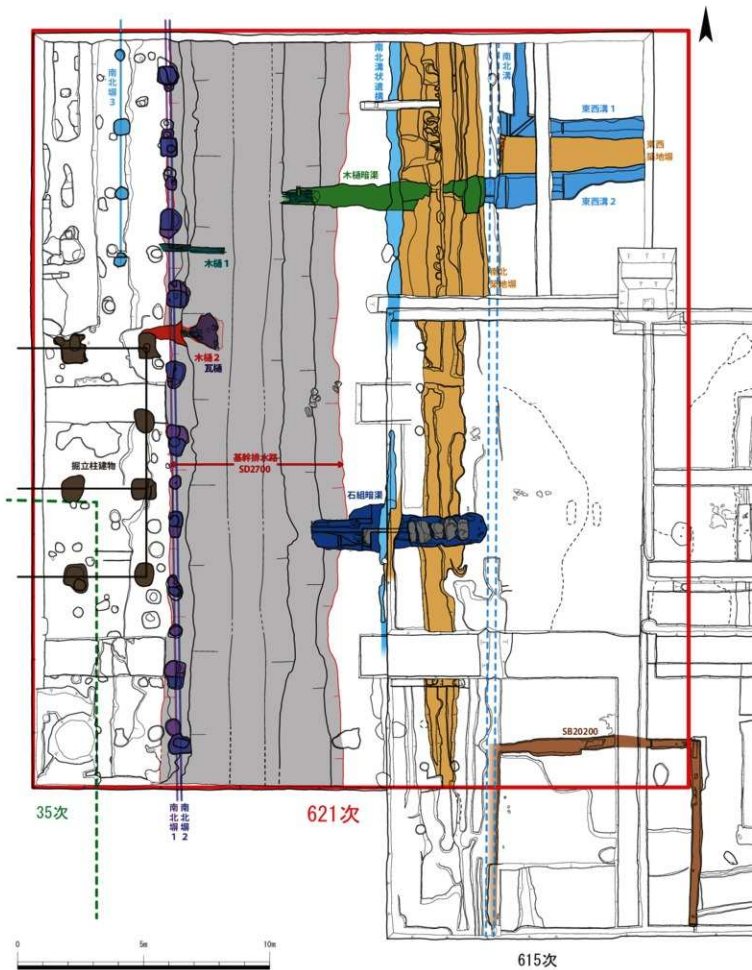 南北塀3
南北溝状遺構
南北溝
東西溝1
東西
築地塀
木樋暗渠
東西溝2
木樋1
南北
築地塀
木樋2
瓦樋
掘立柱建物
基幹排水路
SD2700
石組暗渠
SB20200
35次
南北塀1
南北塀2
621次
615次
0
5m
10m